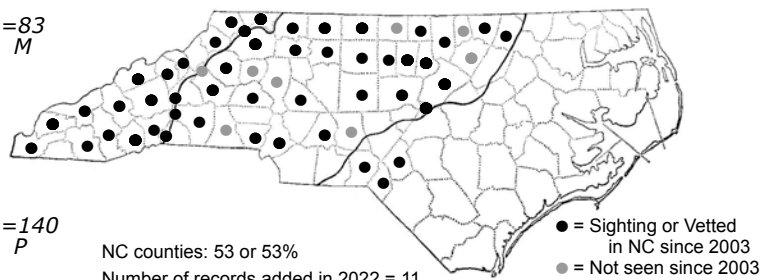 =83
M
=140
P
NC counties: 53 or 53%
Number of records added in 2022 = 11
● = Sighting or Vetted
in NC since 2003
● = Not seen since 2003